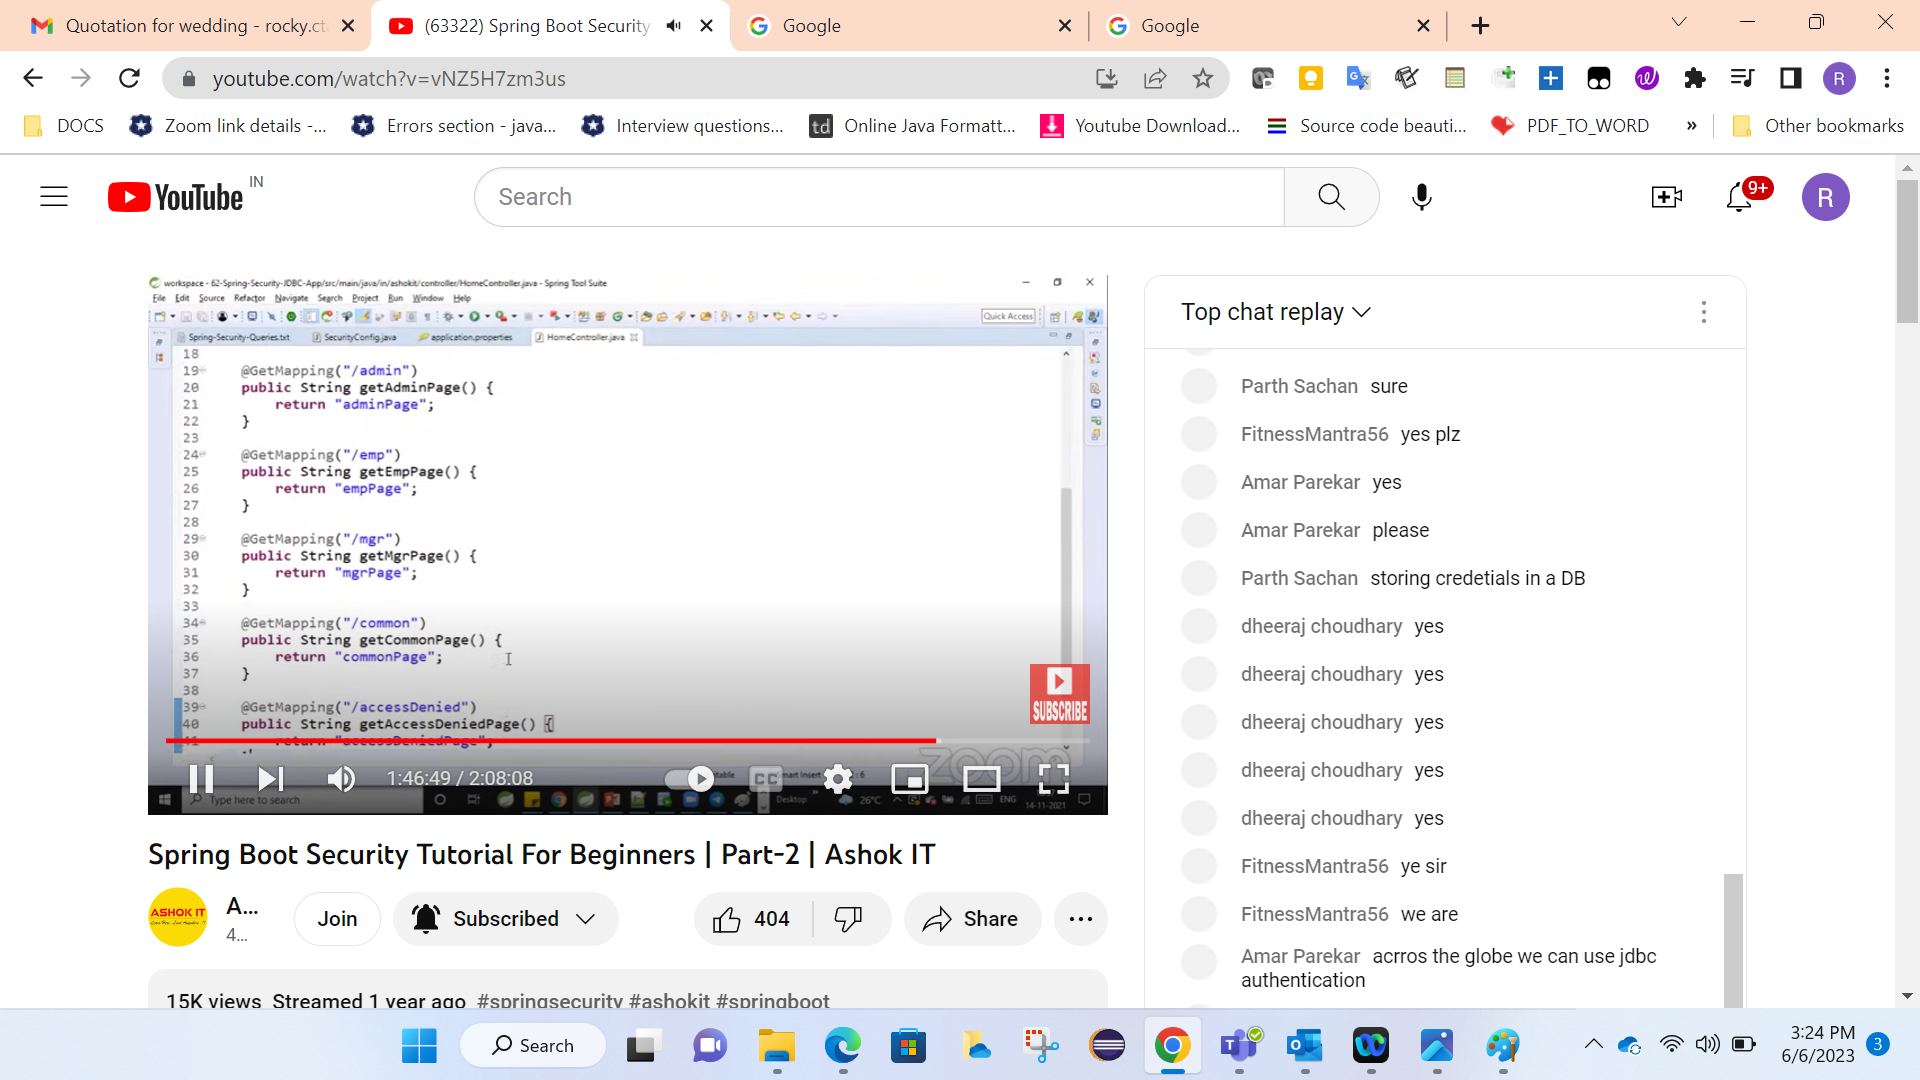 Quotation for wedding - rocky.ct
(63322) Spring Boot Security
Google
Google
youtube.com/watch?v=vNZ5H7zm3us
R
DOCS
Zoom link details -...
Errors section - java...
Interview questions...
td
Online Java Formatt...
Youtube Download...
Source code beauti...
PDF_TO_WORD
»
Other bookmarks
YouTube
IN
Search
9+
R
workspace - 62-Spring-Security-JDBC-App/src/main/java/in/ashokit/controller/HomeController.java - Spring Tool Suite
File Edit Source Refactor Navigate Search Project Run Window Help
Quick Access
Spring-Security-Queries.txt
SecurityConfig.java
application.properties
HomeController.java
18
19 @GetMapping("/admin")
20 public String getAdminPage() {
21 return "adminPage";
22 }
23
24 @GetMapping("/emp")
25 public String getEmpPage() {
26 return "empPage";
27 }
28
29 @GetMapping("/mgr")
30 public String getMgrPage() {
31 return "mgrPage";
32 }
33
34 @GetMapping("/common")
35 public String getCommonPage() {
36 return "commonPage";
37 }
38
39 @GetMapping("/accessDenied")
40 public String getAccessDeniedPage() {
41 return "accessDeniedPage";
SUBSCRIBE
zoom
1:46:49 / 2:08:08
CC
Type here to search
Desktop
26°C
ENG
14-11-2021
Spring Boot Security Tutorial For Beginners | Part-2 | Ashok IT
ASHOK IT
A...
4...
Join
Subscribed
404
Share
15K views Streamed 1 year ago #springsecurity #ashokit #springboot
Top chat replay
Parth Sachan sure
FitnessMantra56 yes plz
Amar Parekar yes
Amar Parekar please
Parth Sachan storing credetials in a DB
dheeraj choudhary yes
dheeraj choudhary yes
dheeraj choudhary yes
dheeraj choudhary yes
dheeraj choudhary yes
FitnessMantra56 ye sir
FitnessMantra56 we are
Amar Parekar acrros the globe we can use jdbc
authentication
Search
3:24 PM
6/6/2023
3